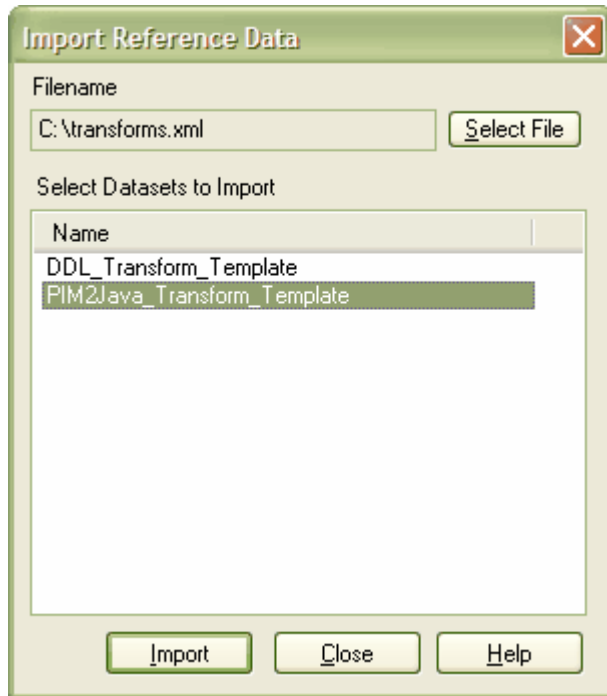 Import Reference Data
Filename
C:\transforms.xml
Select File
Select Datasets to Import
Name
DDL_Transform_Template
PIM2Java_Transform_Template
Import Close Help